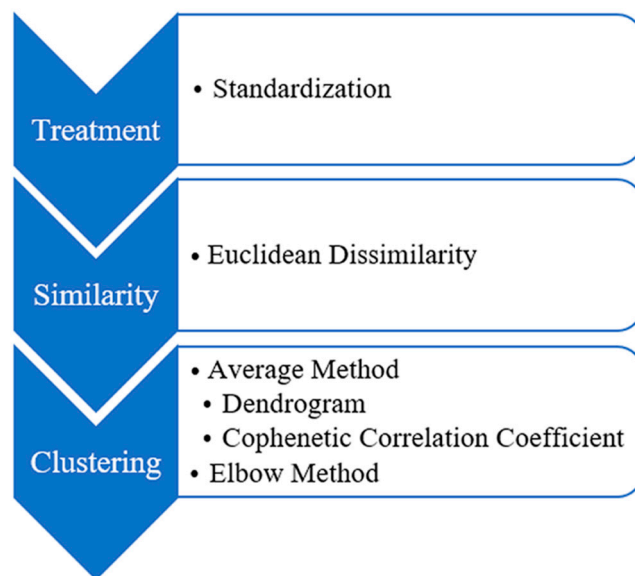 Treatment
• Standardization
Similarity
• Euclidean Dissimilarity
Clustering
• Average Method
• Dendrogram
• Cophenetic Correlation Coefficient
• Elbow Method